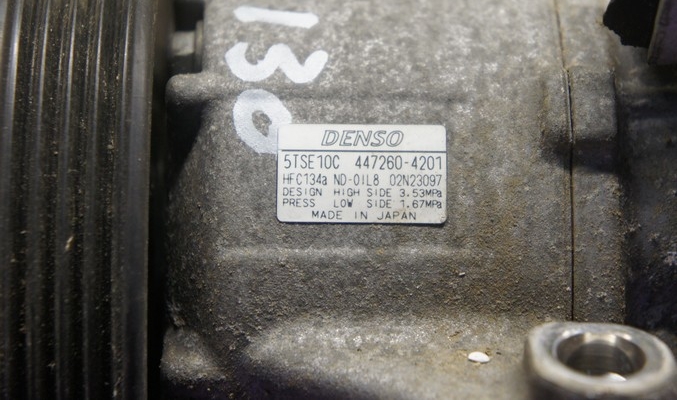 130
DENSO
5TSE10C 447260-4201
HFC134a ND-OIL8 02N23097
DESIGN HIGH SIDE 3.53MPa
PRESS LOW SIDE 1.67MPa
MADE IN JAPAN